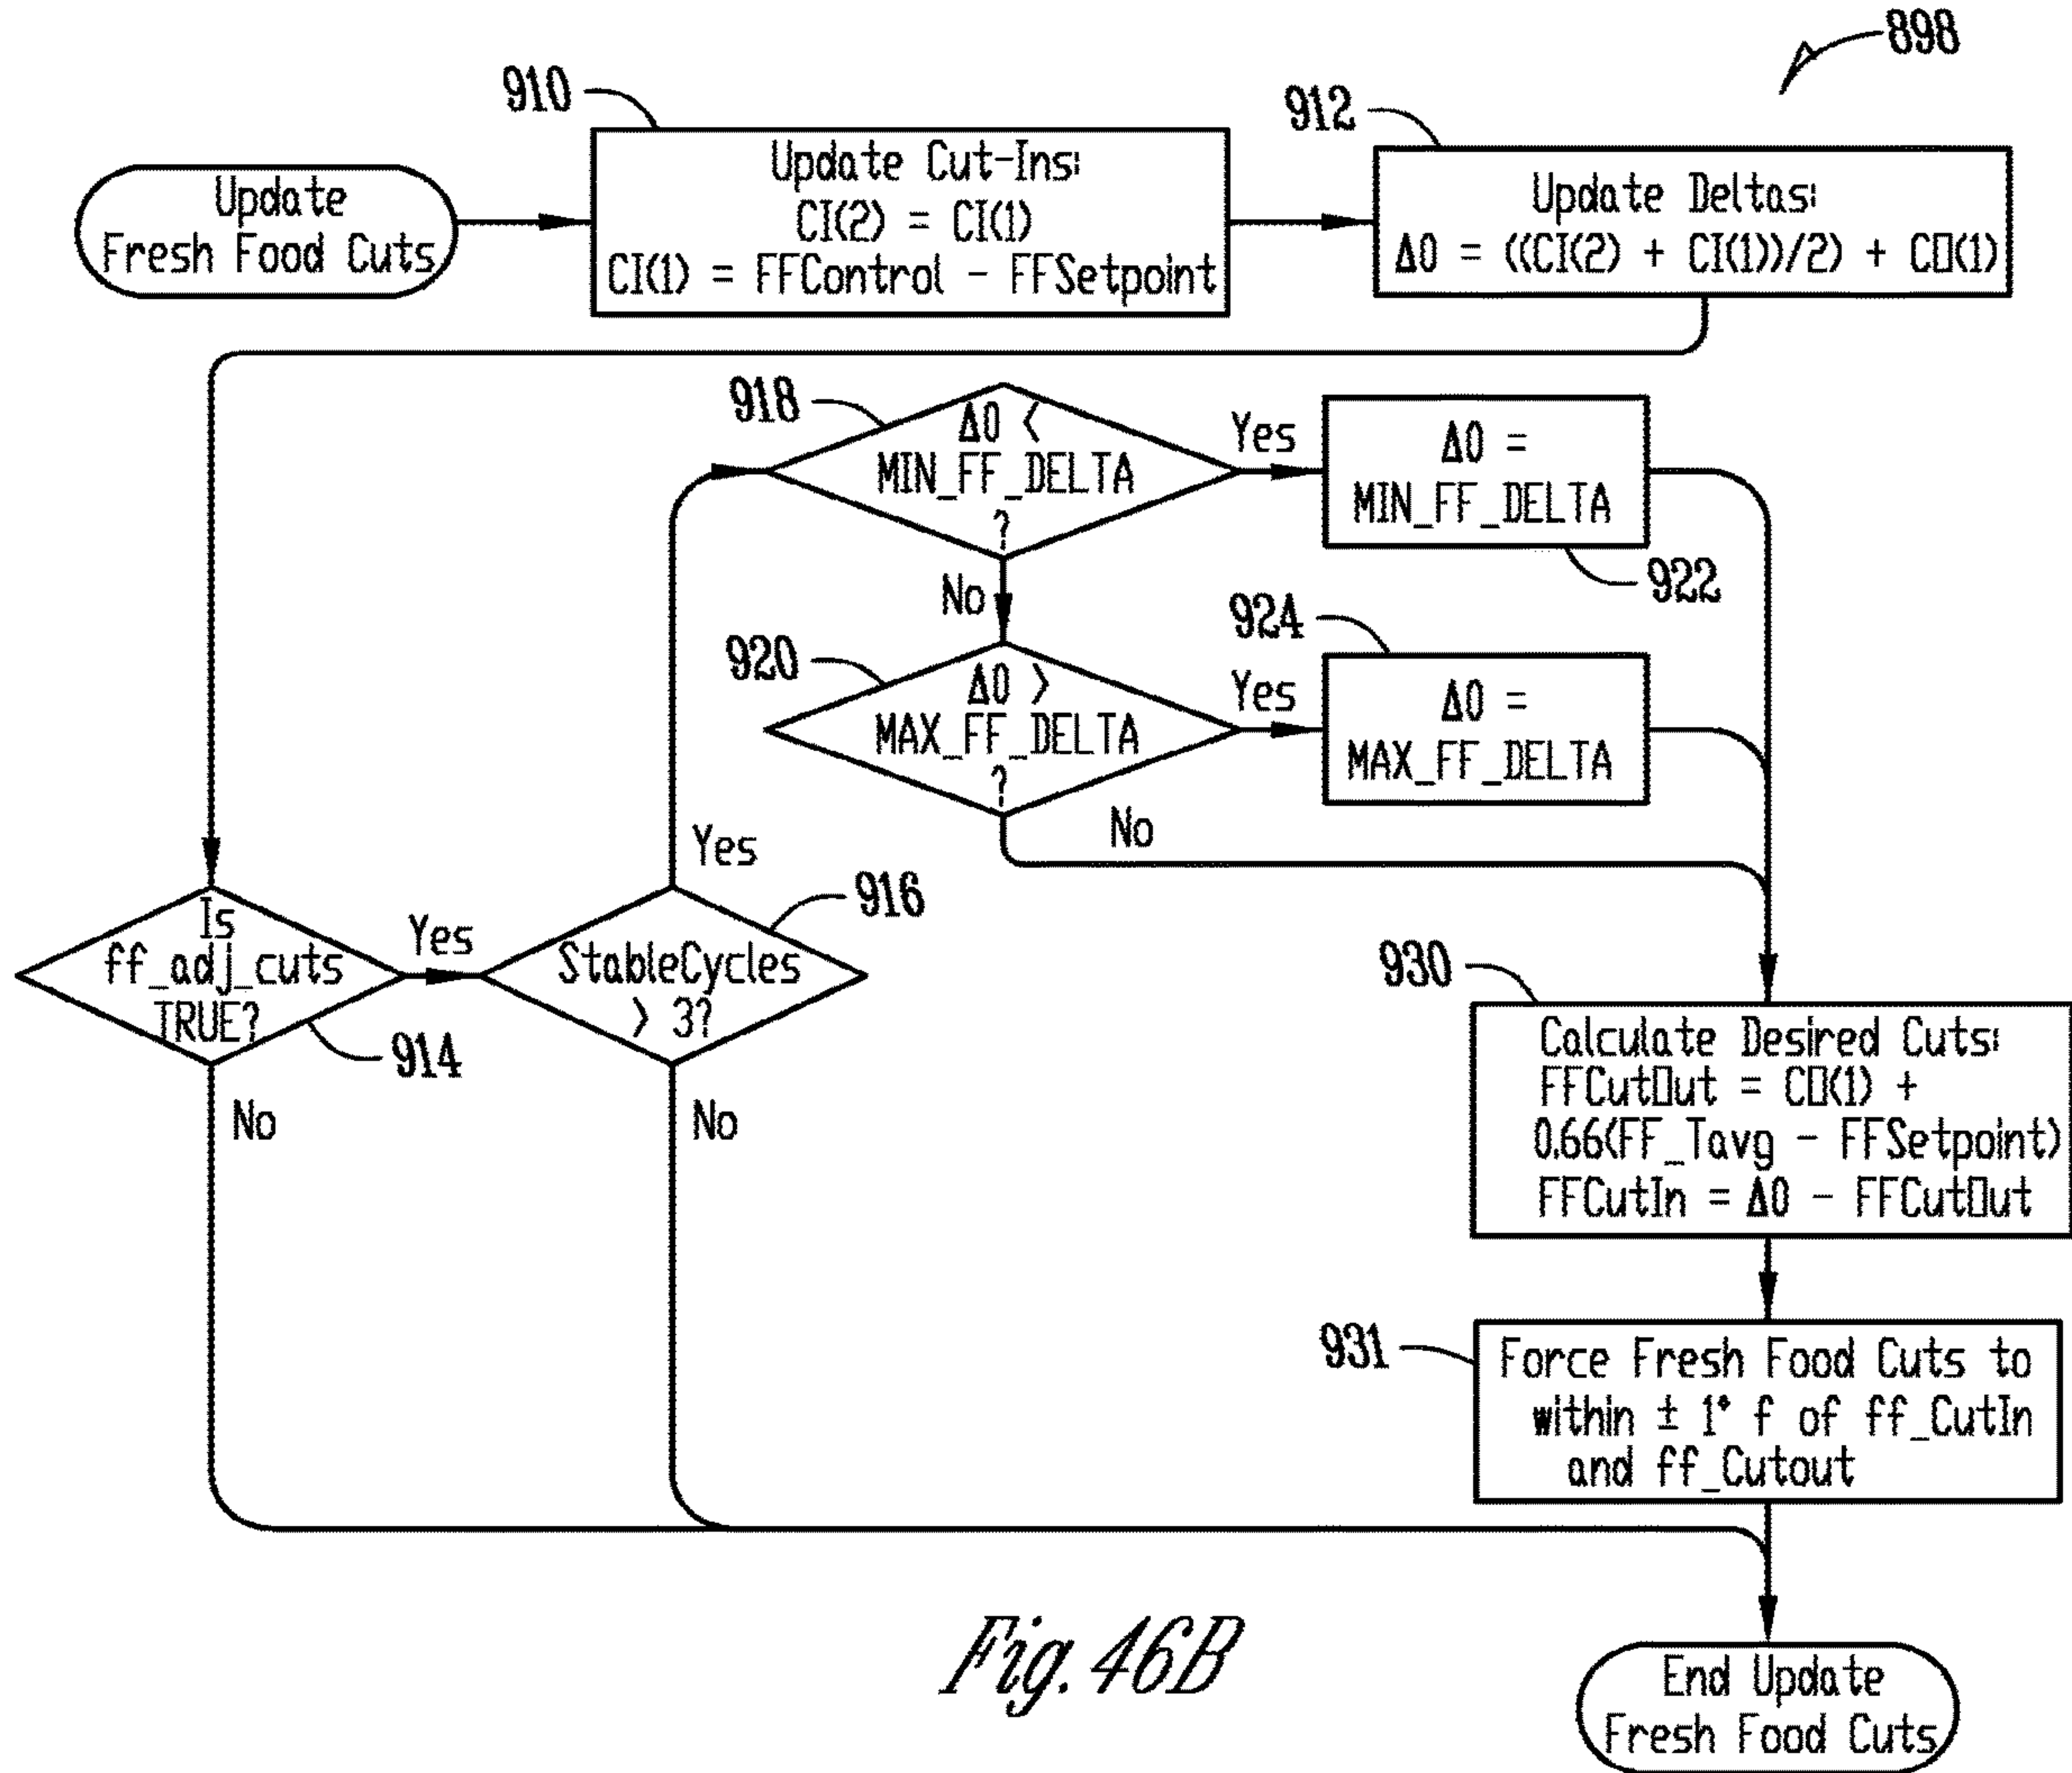 898
910
Update
Fresh Food Cuts
Update Cut-Ins:
CI(2) = CI(1)
CI(1) = FFControl - FFSetpoint
912
Update Deltas:
Δ0 = ((CI(2) + CI(1))/2) + CO(1)
918
Δ0 <
MIN_FF_DELTA
?
Yes
Δ0 =
MIN_FF_DELTA
922
No
920
Δ0 >
MAX_FF_DELTA
?
Yes
924
Δ0 =
MAX_FF_DELTA
No
Is
ff_adj_cuts
TRUE?
914
Yes
No
StableCycles
> 3?
916
Yes
No
930
Calculate Desired Cuts:
FFCutOut = CO(1) +
0.66(FF_Tavg - FFSetpoint)
FFCutIn = Δ0 - FFCutOut
931
Force Fresh Food Cuts to
within ± 1° f of ff_CutIn
and ff_Cutout
End Update
Fresh Food Cuts
Fig. 46B